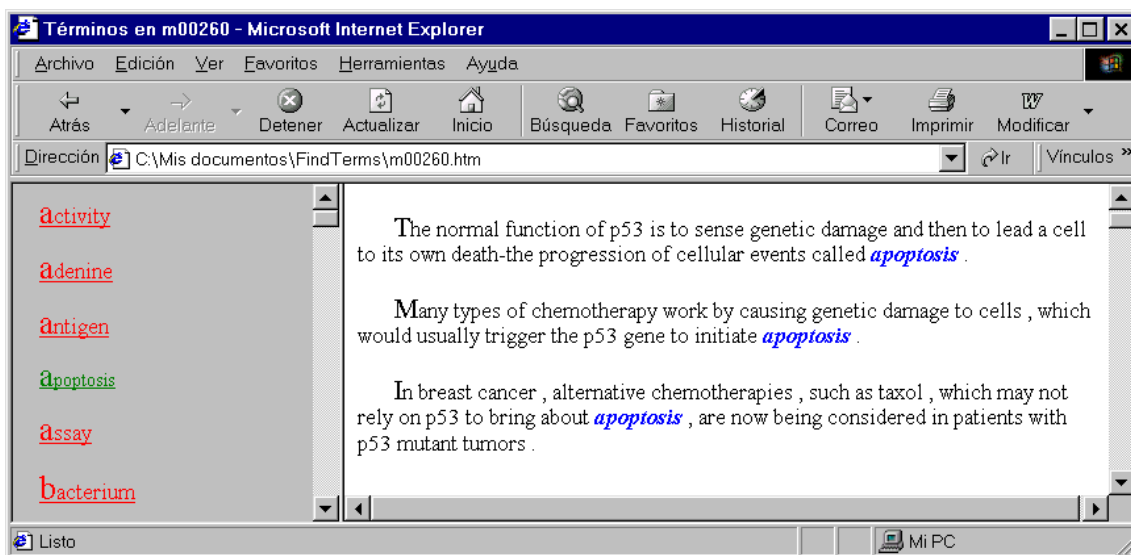 Términos en m00260 - Microsoft Internet Explorer
Archivo Edición Ver Favoritos Herramientas Ayuda
Atrás Adelante Detener Actualizar Inicio Búsqueda Favoritos Historial Correo Imprimir Modificar
Dirección C:\Mis documentos\FindTerms\m00260.htm Ir Vínculos »
activity
adenine
antigen
apoptosis
assay
bacterium
The normal function of p53 is to sense genetic damage and then to lead a cell
to its own death-the progression of cellular events called apoptosis .
Many types of chemotherapy work by causing genetic damage to cells , which
would usually trigger the p53 gene to initiate apoptosis .
In breast cancer , alternative chemotherapies , such as taxol , which may not
rely on p53 to bring about apoptosis , are now being considered in patients with
p53 mutant tumors .
Listo Mi PC